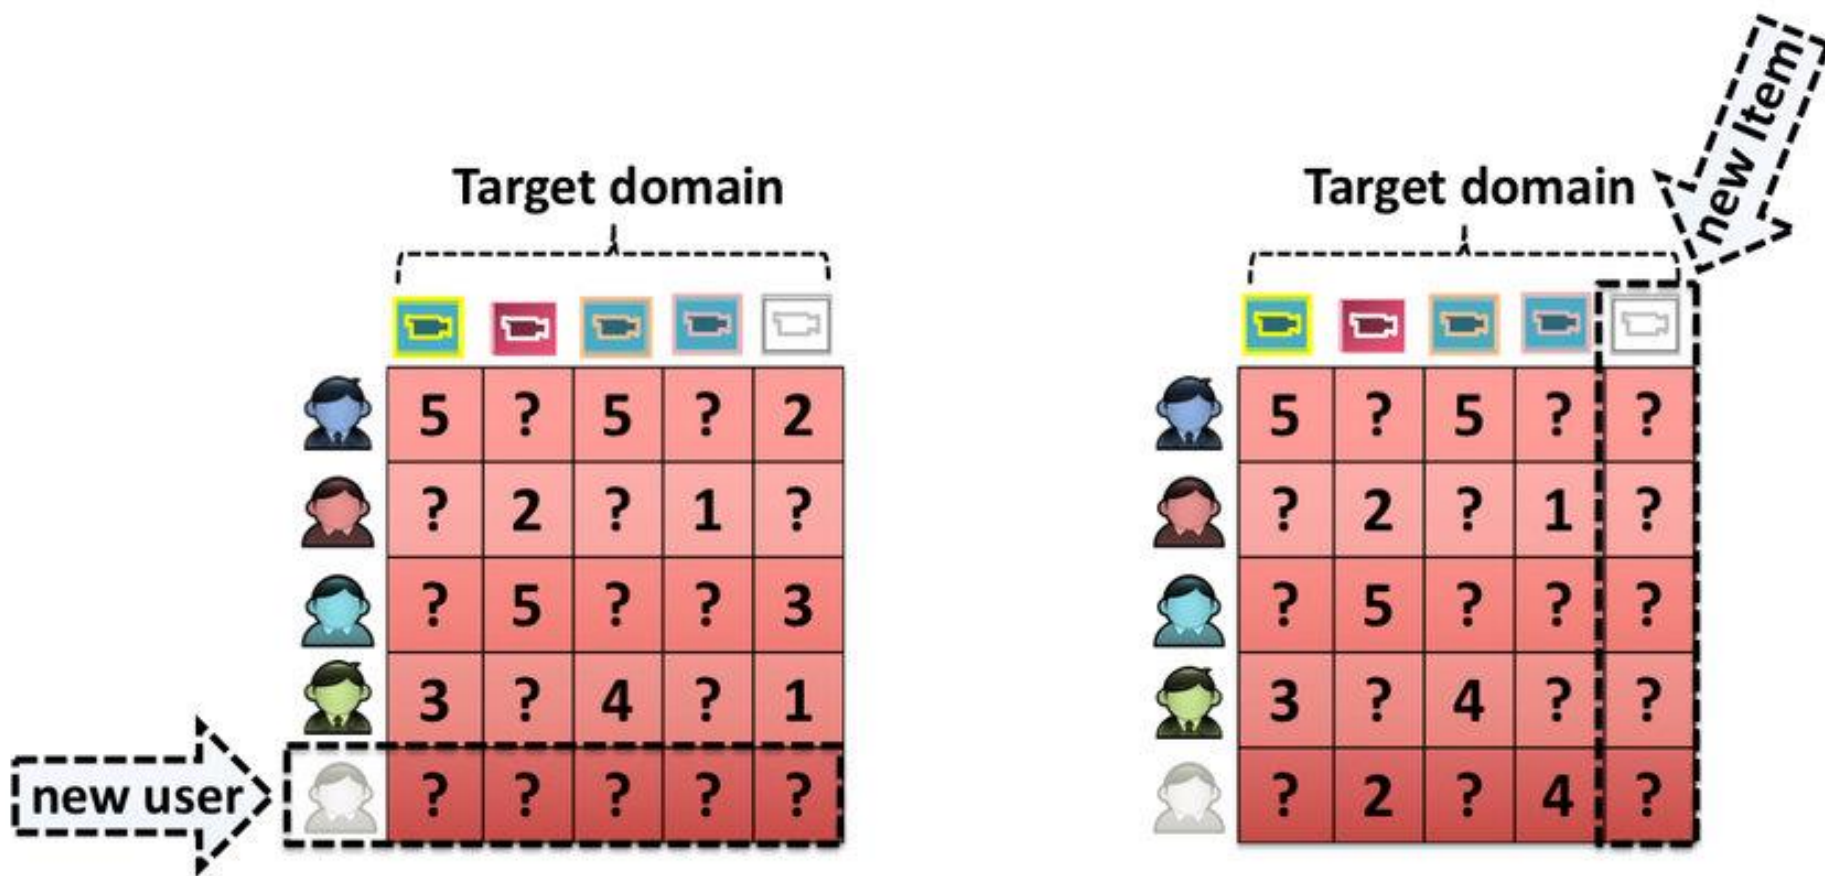 new Item
Target domain
Target domain
5 ? 5 ? 2
? 2 ? 1 ?
? 5 ? ? 3
3 ? 4 ? 1
new user
? ? ? ? ?
5 ? 5 ? ?
? 2 ? 1 ?
? 5 ? ? ?
3 ? 4 ? ?
? 2 ? 4 ?